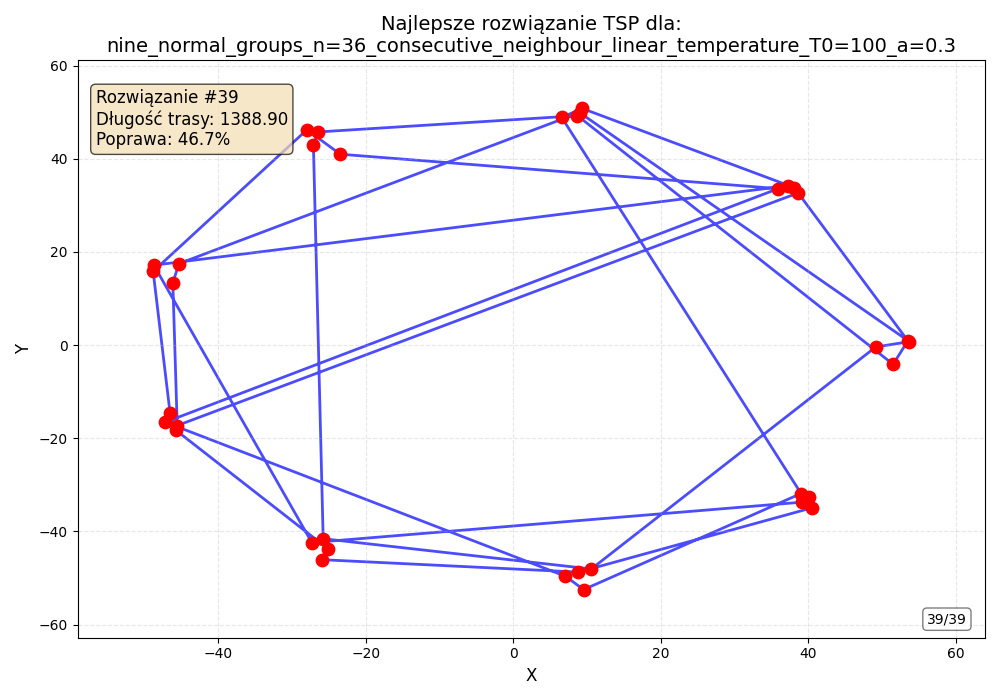 Najlepsze rozwiązanie TSP dla:
nine_normal_groups_n=36_consecutive_neighbour_linear_temperature_T0=100_a=0.3
Rozwiązanie #39
Długość trasy: 1388.90
Poprawa: 46.7%
60
40
20
0
−20
−40
−60
Y
39/39
−40
−20
0
20
40
60
X